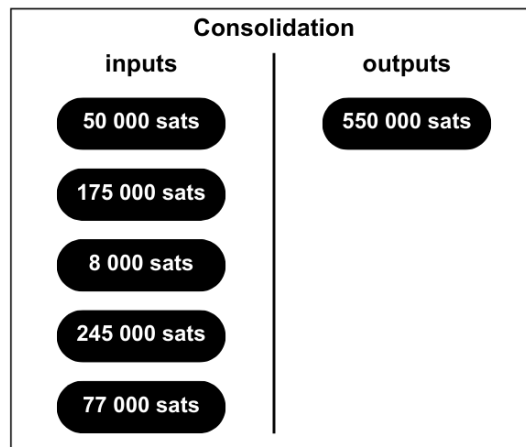 Consolidation
inputs
outputs
50 000 sats
550 000 sats
175 000 sats
8 000 sats
245 000 sats
77 000 sats